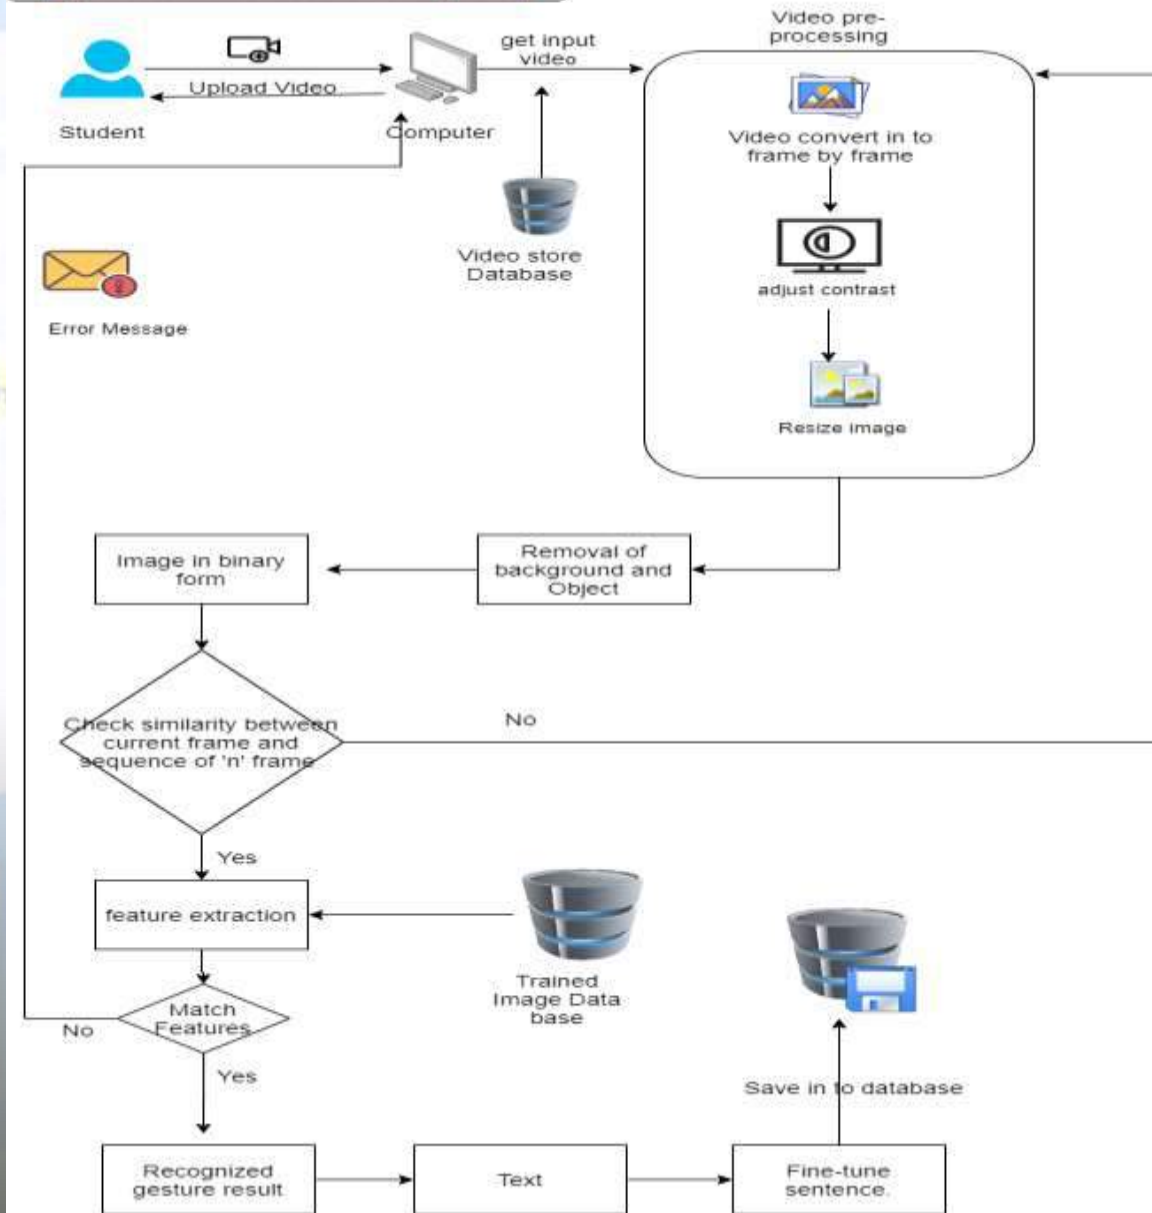 Video pre-
processing
get input
video
Upload Video
Student
Computer
Video convert in to
frame by frame
Video store
Database
adjust contrast
Error Message
Resize image
Image in binary
form
Removal of
background and
Object
Check similarity between
current frame and
sequence of 'n' frame
No
Yes
feature extraction
Trained
Image Data
base
Match
Features
No
Yes
Save in to database
Recognized
gesture result
Text
Fine-tune
sentence.